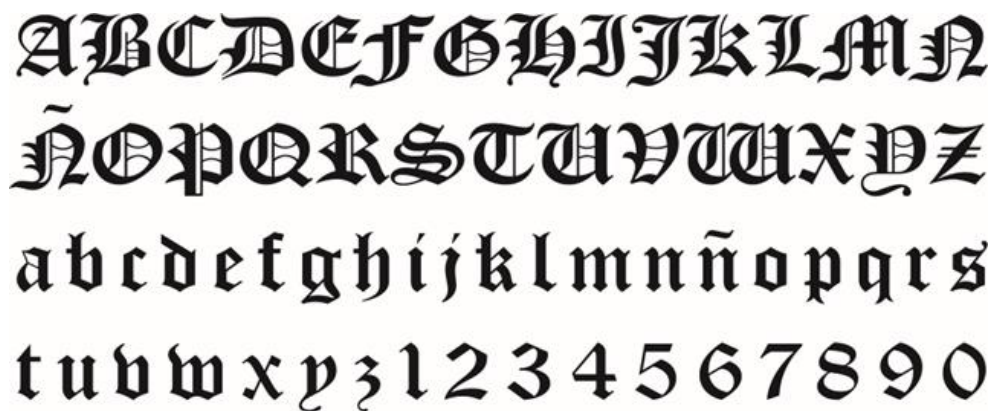 ABCDEFGHIJKLMN
ÑOPQRSTUVWXYZ
abcdefghijklmnñopqrs
tuvwxyz1234567890